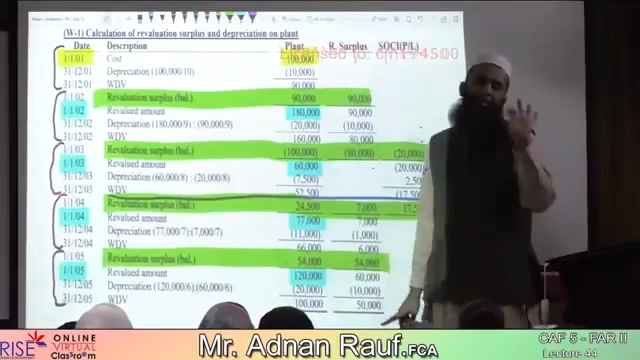 (W-1) Calculation of revaluation surplus and depreciation on plant
Date Description Plant R. Surplus SOCI(P/L)
1/1/01 Cost 100,000
31/12/01 Depreciation (100,000/10) (10,000)
31/12/01 WDV 90,000
1/1/02 Revaluation surplus (bal.) 90,000 90,000
1/1/02 Revalued amount 180,000 90,000
31/12/02 Depreciation (180,000/9) : (90,000/9) (20,000) (10,000)
31/12/02 WDV 160,000 80,000
1/1/03 Revaluation surplus (bal.) (100,000) (80,000) (20,000)
1/1/03 Revalued amount 60,000 (20,000)
31/12/03 Depreciation (60,000/8) : (20,000/8) (7,500) 2,50
31/12/03 WDV 52,500 (17,50
1/1/04 Revaluation surplus (bal.) 24,500 7,000 17,5
1/1/04 Revalued amount 77,000 7,000
31/12/04 Depreciation (77,000/7):(7,000/7) (11,000) (1,000)
31/12/04 WDV 66,000 6,000
1/1/05 Revaluation surplus (bal.) 54,000 54,000
1/1/05 Revalued amount 120,000 60,000
31/12/05 Depreciation (120,000/6):(60,000/6) (20,000) (10,000)
31/12/05 WDV 100,000 50,000
RISE ONLINE VIRTUAL Classroom
Mr. Adnan Rauf.FCA
CAF 5 - FAR II
Lecture 44